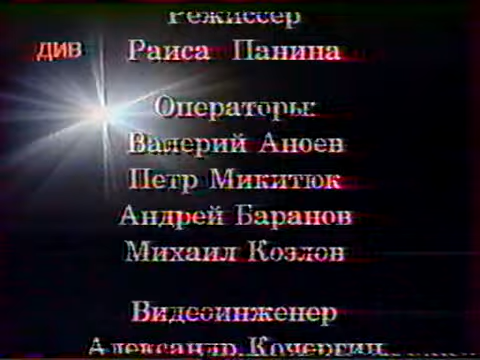 Режиссер
ДИВ
Раиса Панина
Операторы:
Валерий Аноев
Петр Микитюк
Андрей Баранов
Михаил Козлов
Видеоинженер
Александр Кочергин